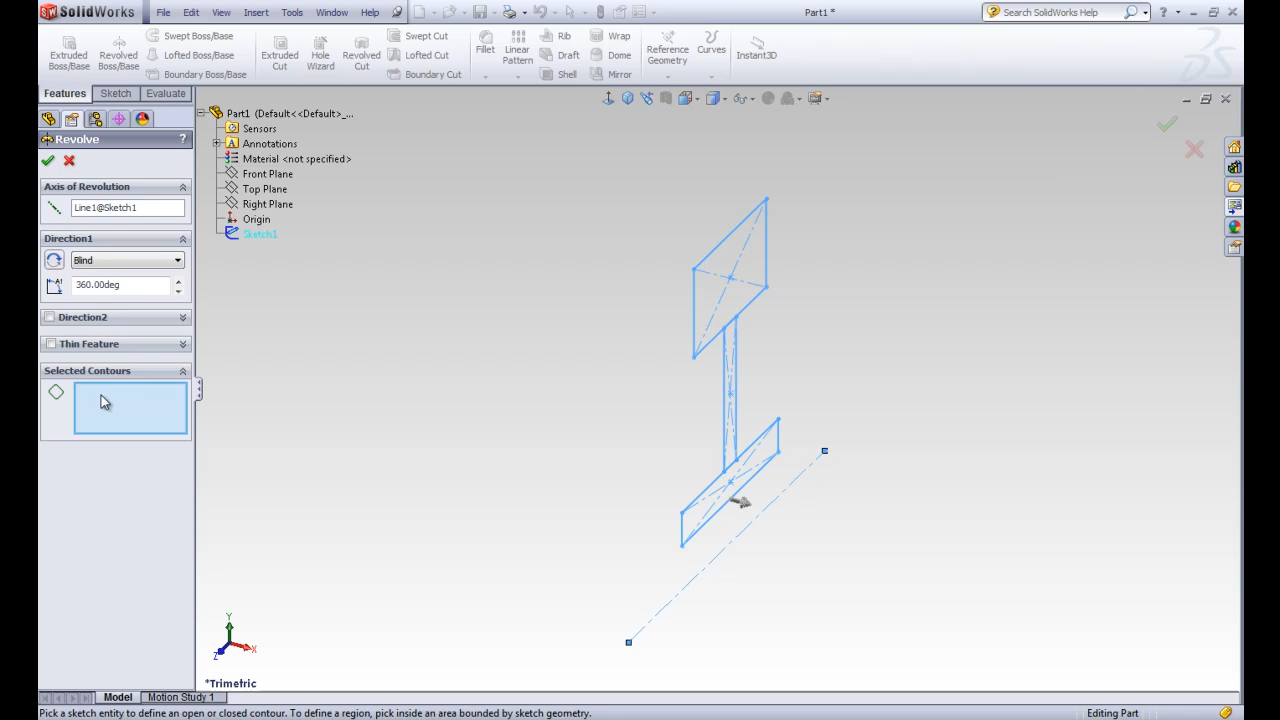 SolidWorks File Edit View Insert Tools Window Help Part1 * Search SolidWorks Help
Extruded Boss/Base
Revolved Boss/Base
Swept Boss/Base
Lofted Boss/Base
Boundary Boss/Base
Extruded Cut
Hole Wizard
Revolved Cut
Swept Cut
Lofted Cut
Boundary Cut
Fillet
Linear Pattern
Rib
Draft
Shell
Wrap
Dome
Mirror
Reference Geometry
Curves
Instant3D
Features Sketch Evaluate
Revolve ?
Axis of Revolution
Line1@Sketch1
Direction1
Blind
A1
360.00deg
Direction2
Thin Feature
Selected Contours
Part1 (Default<<Default>_...
Sensors
A Annotations
Material <not specified>
Front Plane
Top Plane
Right Plane
Origin
Sketch1
Y
X
Z
*Trimetric
Model Motion Study 1
Pick a sketch entity to define an open or closed contour. To define a region, pick inside an area bounded by sketch geometry. Editing Part